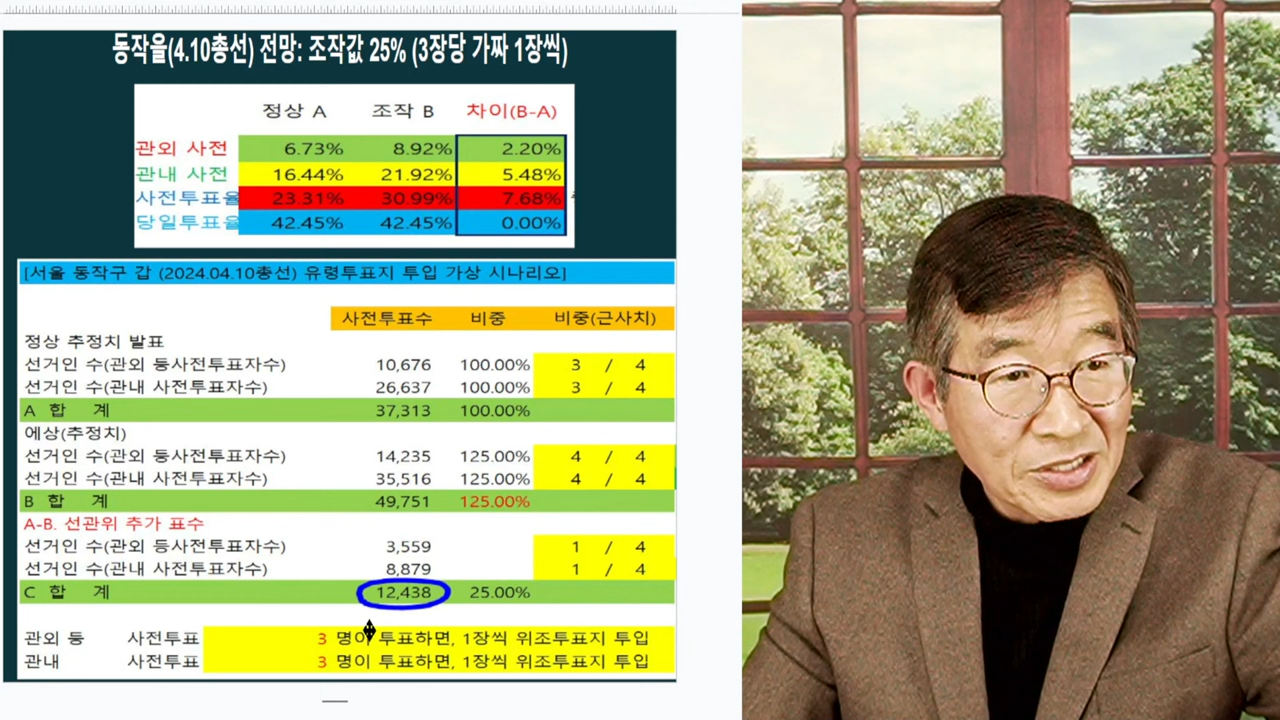 동작을(4.10총선) 전망: 조작값 25% (3장당 가짜 1장씩)
정상 A 조작 B 차이(B-A)
관외 사전 6.73% 8.92% 2.20%
관내 사전 16.44% 21.92% 5.48%
사전투표율 23.31% 30.99% 7.68%
당일투표율 42.45% 42.45% 0.00%
[서울 동작구 갑 (2024.04.10총선) 유령투표지 투입 가상 시나리오]
사전투표수 비중 비중(근사치)
정상 추정치 발표
선거인 수(관외 등사전투표자수) 10,676 100.00% 3 / 4
선거인 수(관내 사전투표자수) 26,637 100.00% 3 / 4
A 합 계 37,313 100.00%
에상(추정치)
선거인 수(관외 등사전투표자수) 14,235 125.00% 4 / 4
선거인 수(관내 사전투표자수) 35,516 125.00% 4 / 4
B 합 계 49,751 125.00%
A-B. 선관위 추가 표수
선거인 수(관외 등사전투표자수) 3,559 1 / 4
선거인 수(관내 사전투표자수) 8,879 1 / 4
C 합 계 12,438 25.00%
관외 등 사전투표 3 명이 투표하면, 1장씩 위조투표지 투입
관내 사전투표 3 명이 투표하면, 1장씩 위조투표지 투입